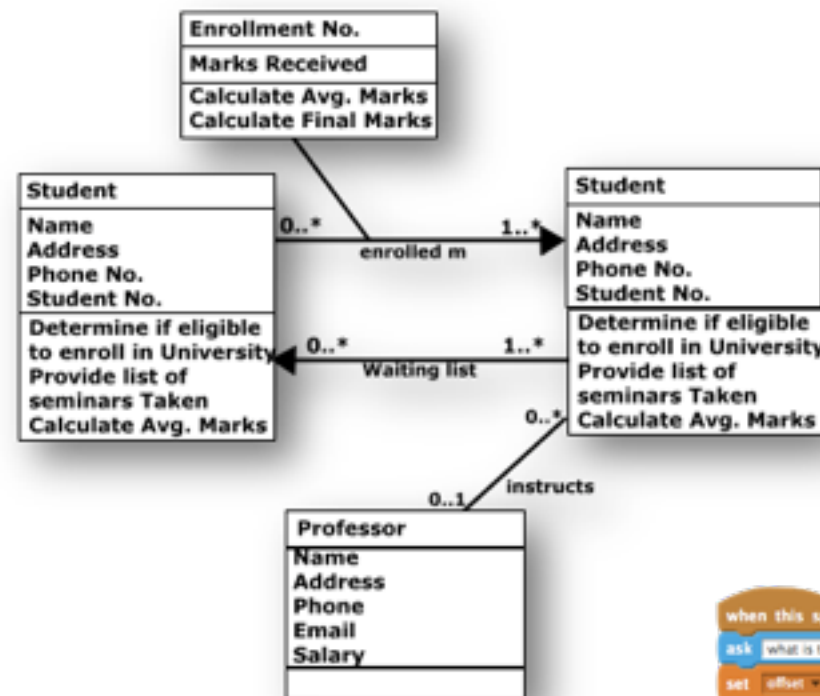 Enrollment No.
Marks Received
Calculate Avg. Marks
Calculate Final Marks
Student
Name
Address
Phone No.
Student No.
Determine if eligible
to enroll in University
Provide list of
seminars Taken
Calculate Avg. Marks
0..*
1..*
enrolled m
0..*
1..*
Waiting list
Student
Name
Address
Phone No.
Student No.
Determine if eligible
to enroll in University
Provide list of
seminars Taken
Calculate Avg. Marks
0..*
instructs
0..1
Professor
Name
Address
Phone
Email
Salary
when this
ask what is
set offset